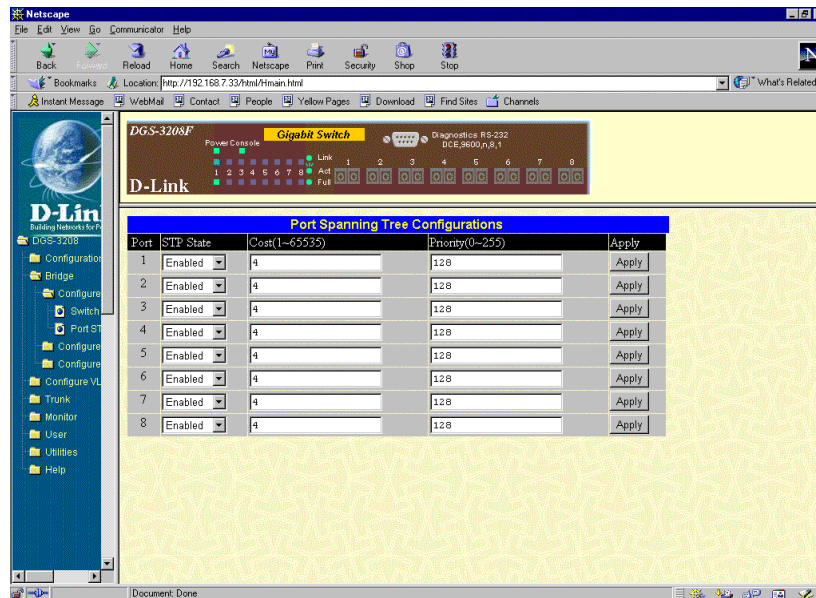 Netscape
File Edit View Go Communicator Help
Back Forward Reload Home Search Netscape Print Security Shop Stop
My
N
Bookmarks Location: http://192.168.7.33/html/Hmain.html What's Related
Instant Message WebMail Contact People Yellow Pages Download Find Sites Channels
D-Lin
Building Networks for P
DGS-3208
Configuration
Bridge
Configure
Switch
Port ST
Configure
Configure
Configure VL
Trunk
Monitor
User
Utilities
Help
DGS-3208F
Gigabit Switch
Power Console
Diagnostics RS-232
DCE,9600,n,8,1
Link
Act
Full
1 2 3 4 5 6 7 8
1 2 3 4 5 6 7 8
D-Link
Port Spanning Tree Configurations
Port STP State Cost(1~65535) Priority(0~255) Apply
1 Enabled 4 128 Apply
2 Enabled 4 128 Apply
3 Enabled 4 128 Apply
4 Enabled 4 128 Apply
5 Enabled 4 128 Apply
6 Enabled 4 128 Apply
7 Enabled 4 128 Apply
8 Enabled 4 128 Apply
Document: Done